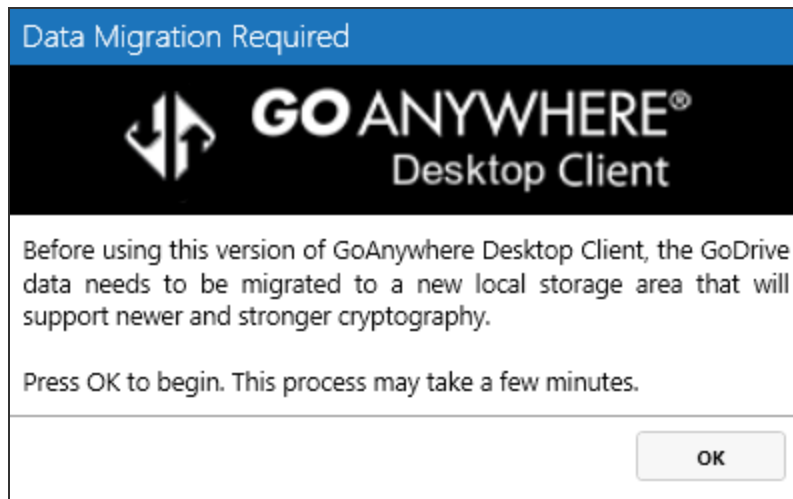 Data Migration Required
GO ANYWHERE®
Desktop Client
Before using this version of GoAnywhere Desktop Client, the GoDrive
data needs to be migrated to a new local storage area that will
support newer and stronger cryptography.
Press OK to begin. This process may take a few minutes.
OK